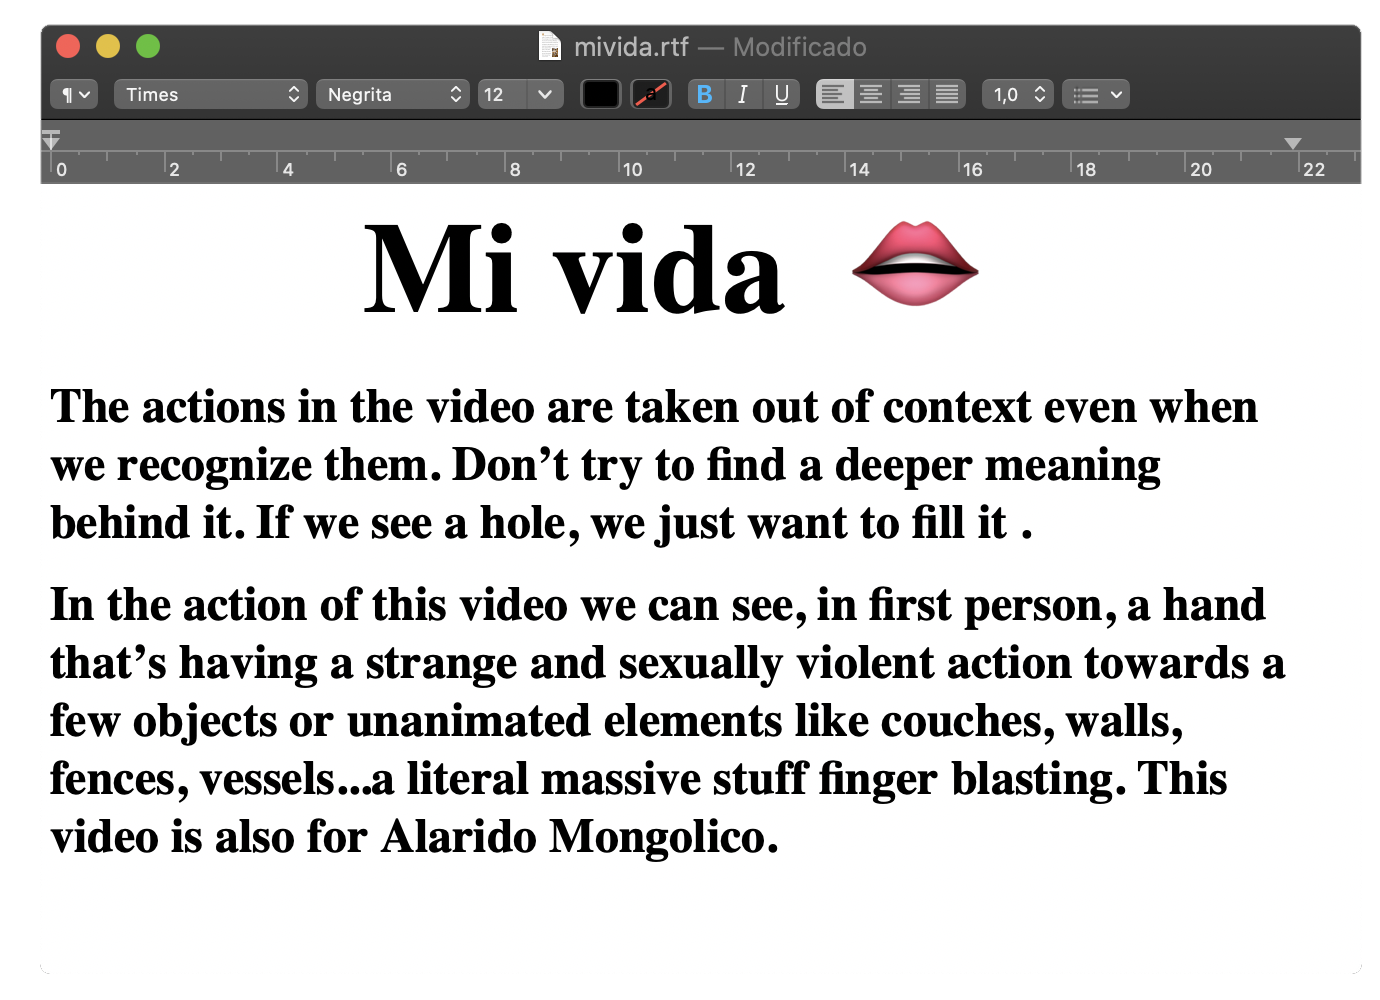 mivida.rtf — Modificado
¶ Times Negrita 12 a B I U 1,0
0 2 4 6 8 10 12 14 16 18 20 22
Mi vida 👄
The actions in the video are taken out of context even when
we recognize them. Don’t try to find a deeper meaning
behind it. If we see a hole, we just want to fill it .
In the action of this video we can see, in first person, a hand
that’s having a strange and sexually violent action towards a
few objects or unanimated elements like couches, walls,
fences, vessels...a literal massive stuff finger blasting. This
video is also for Alarido Mongolico.